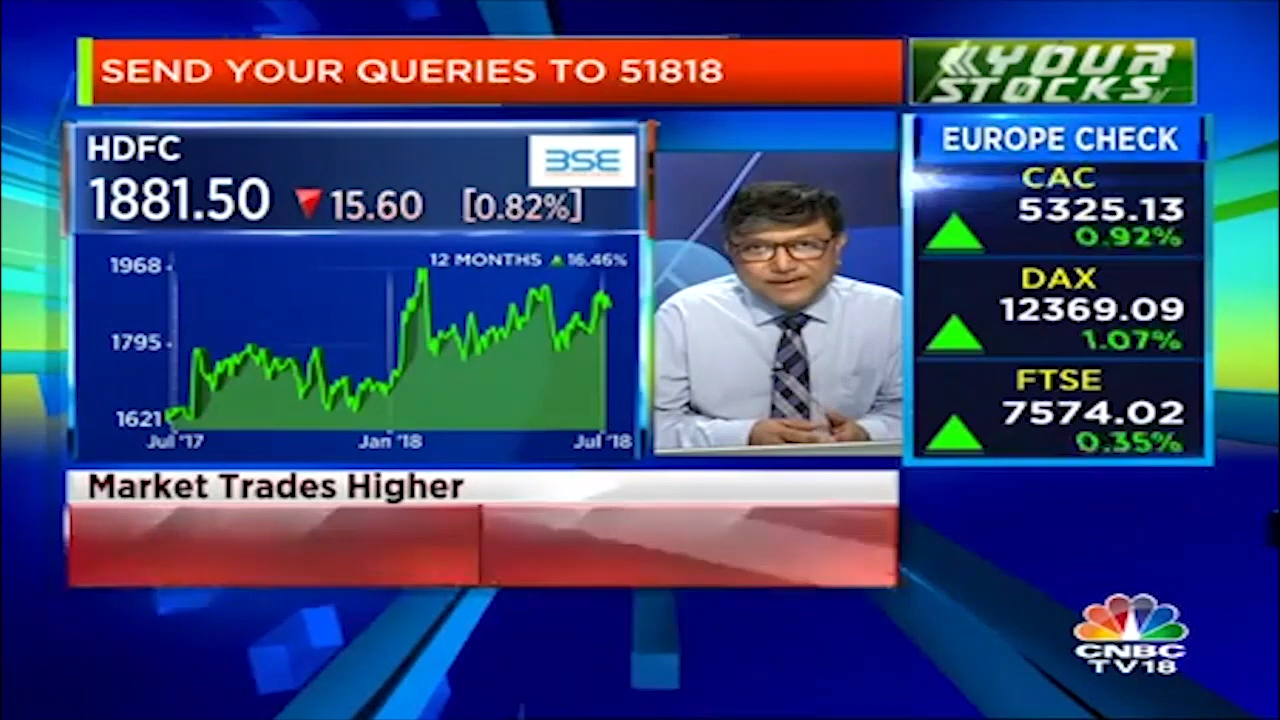 SEND YOUR QUERIES TO 51818
YOUR
STOCKS
HDFC
BSE
1881.50 ▼ 15.60 [0.82%]
12 MONTHS ▲ 16.46%
1968
1795
1621
Jul '17 Jan '18 Jul '18
EUROPE CHECK
CAC
5325.13
0.92%
DAX
12369.09
1.07%
FTSE
7574.02
0.35%
Market Trades Higher
CNBC
TV18